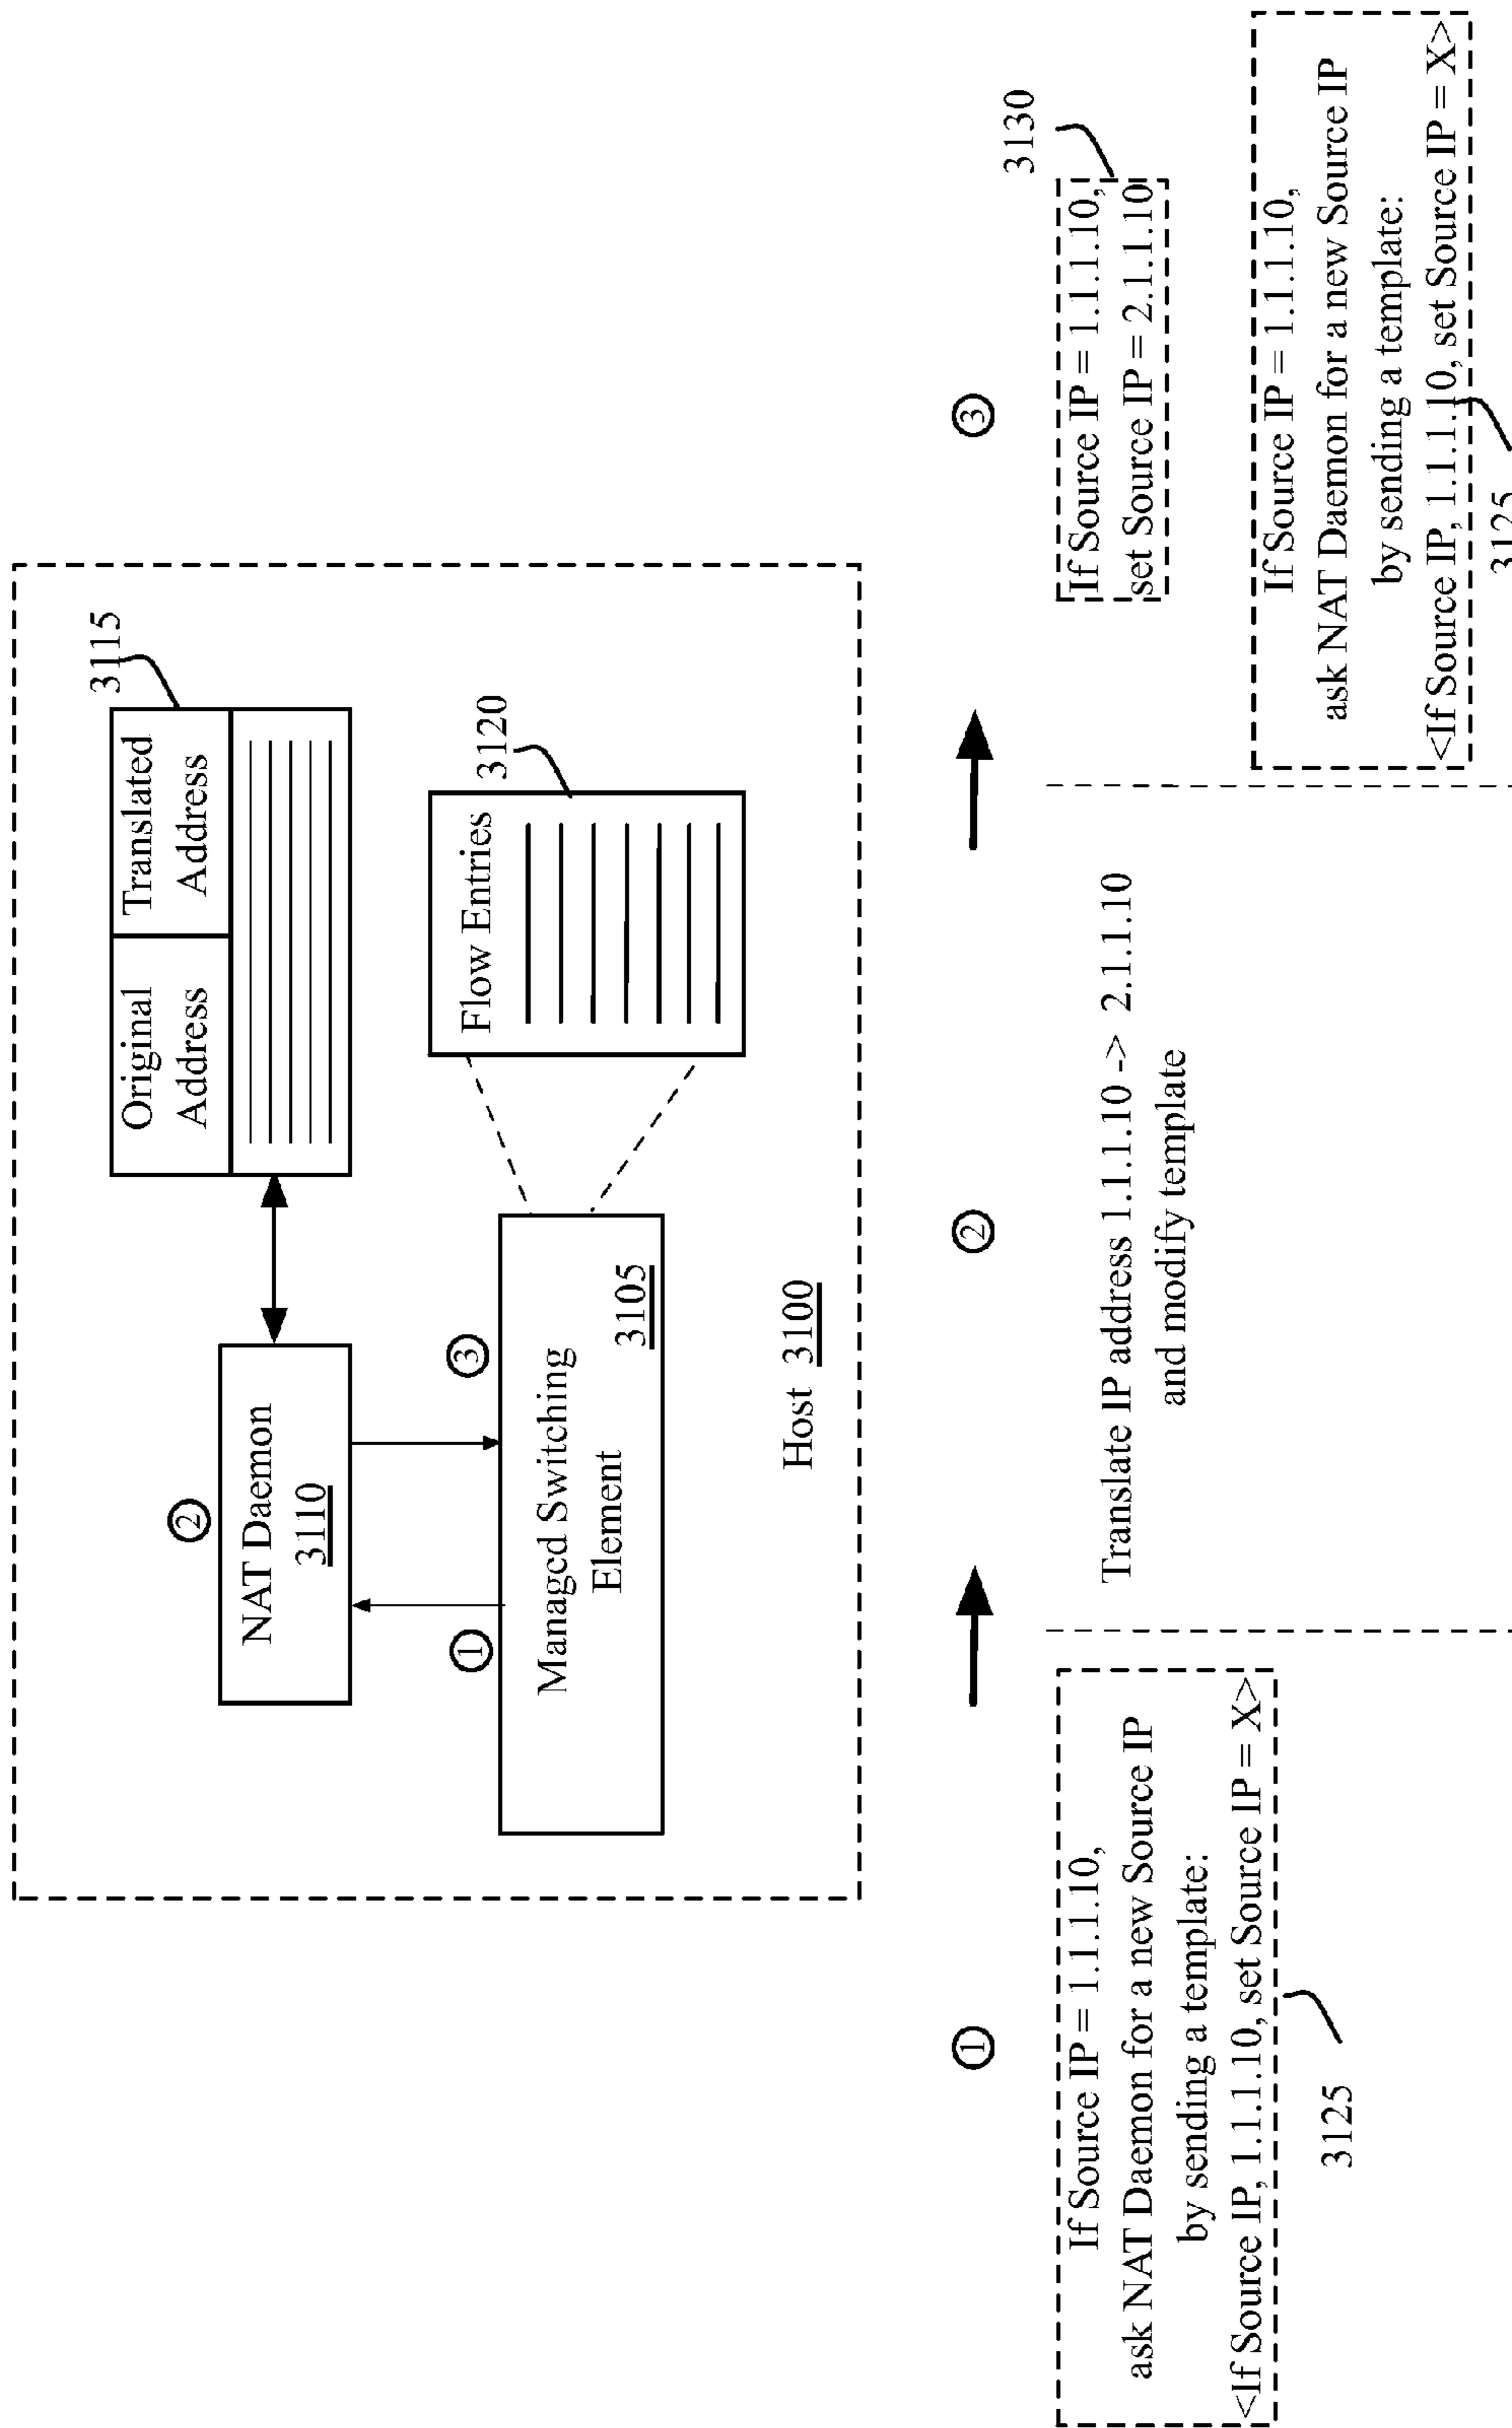 Original
Address
Translated
Address
3115
②
NAT Daemon
3110
Flow Entries
3120
①
③
Managcd Switching
Element
3105
Host 3100
①
If Source IP = 1.1.1.10,
ask NAT Daemon for a new Source IP
by sending a template:
<If Source IP, 1.1.1.10, set Source IP = X>
3125
②
Translate IP address 1.1.1.10 -> 2.1.1.10
and modify template
③
3130
If Source IP = 1.1.1.10,
set Source IP = 2.1.1.10
If Source IP = 1.1.1.10,
ask NAT Daemon for a new Source IP
by sending a template:
<If Source IP, 1.1.1.10, set Source IP = X>
3125